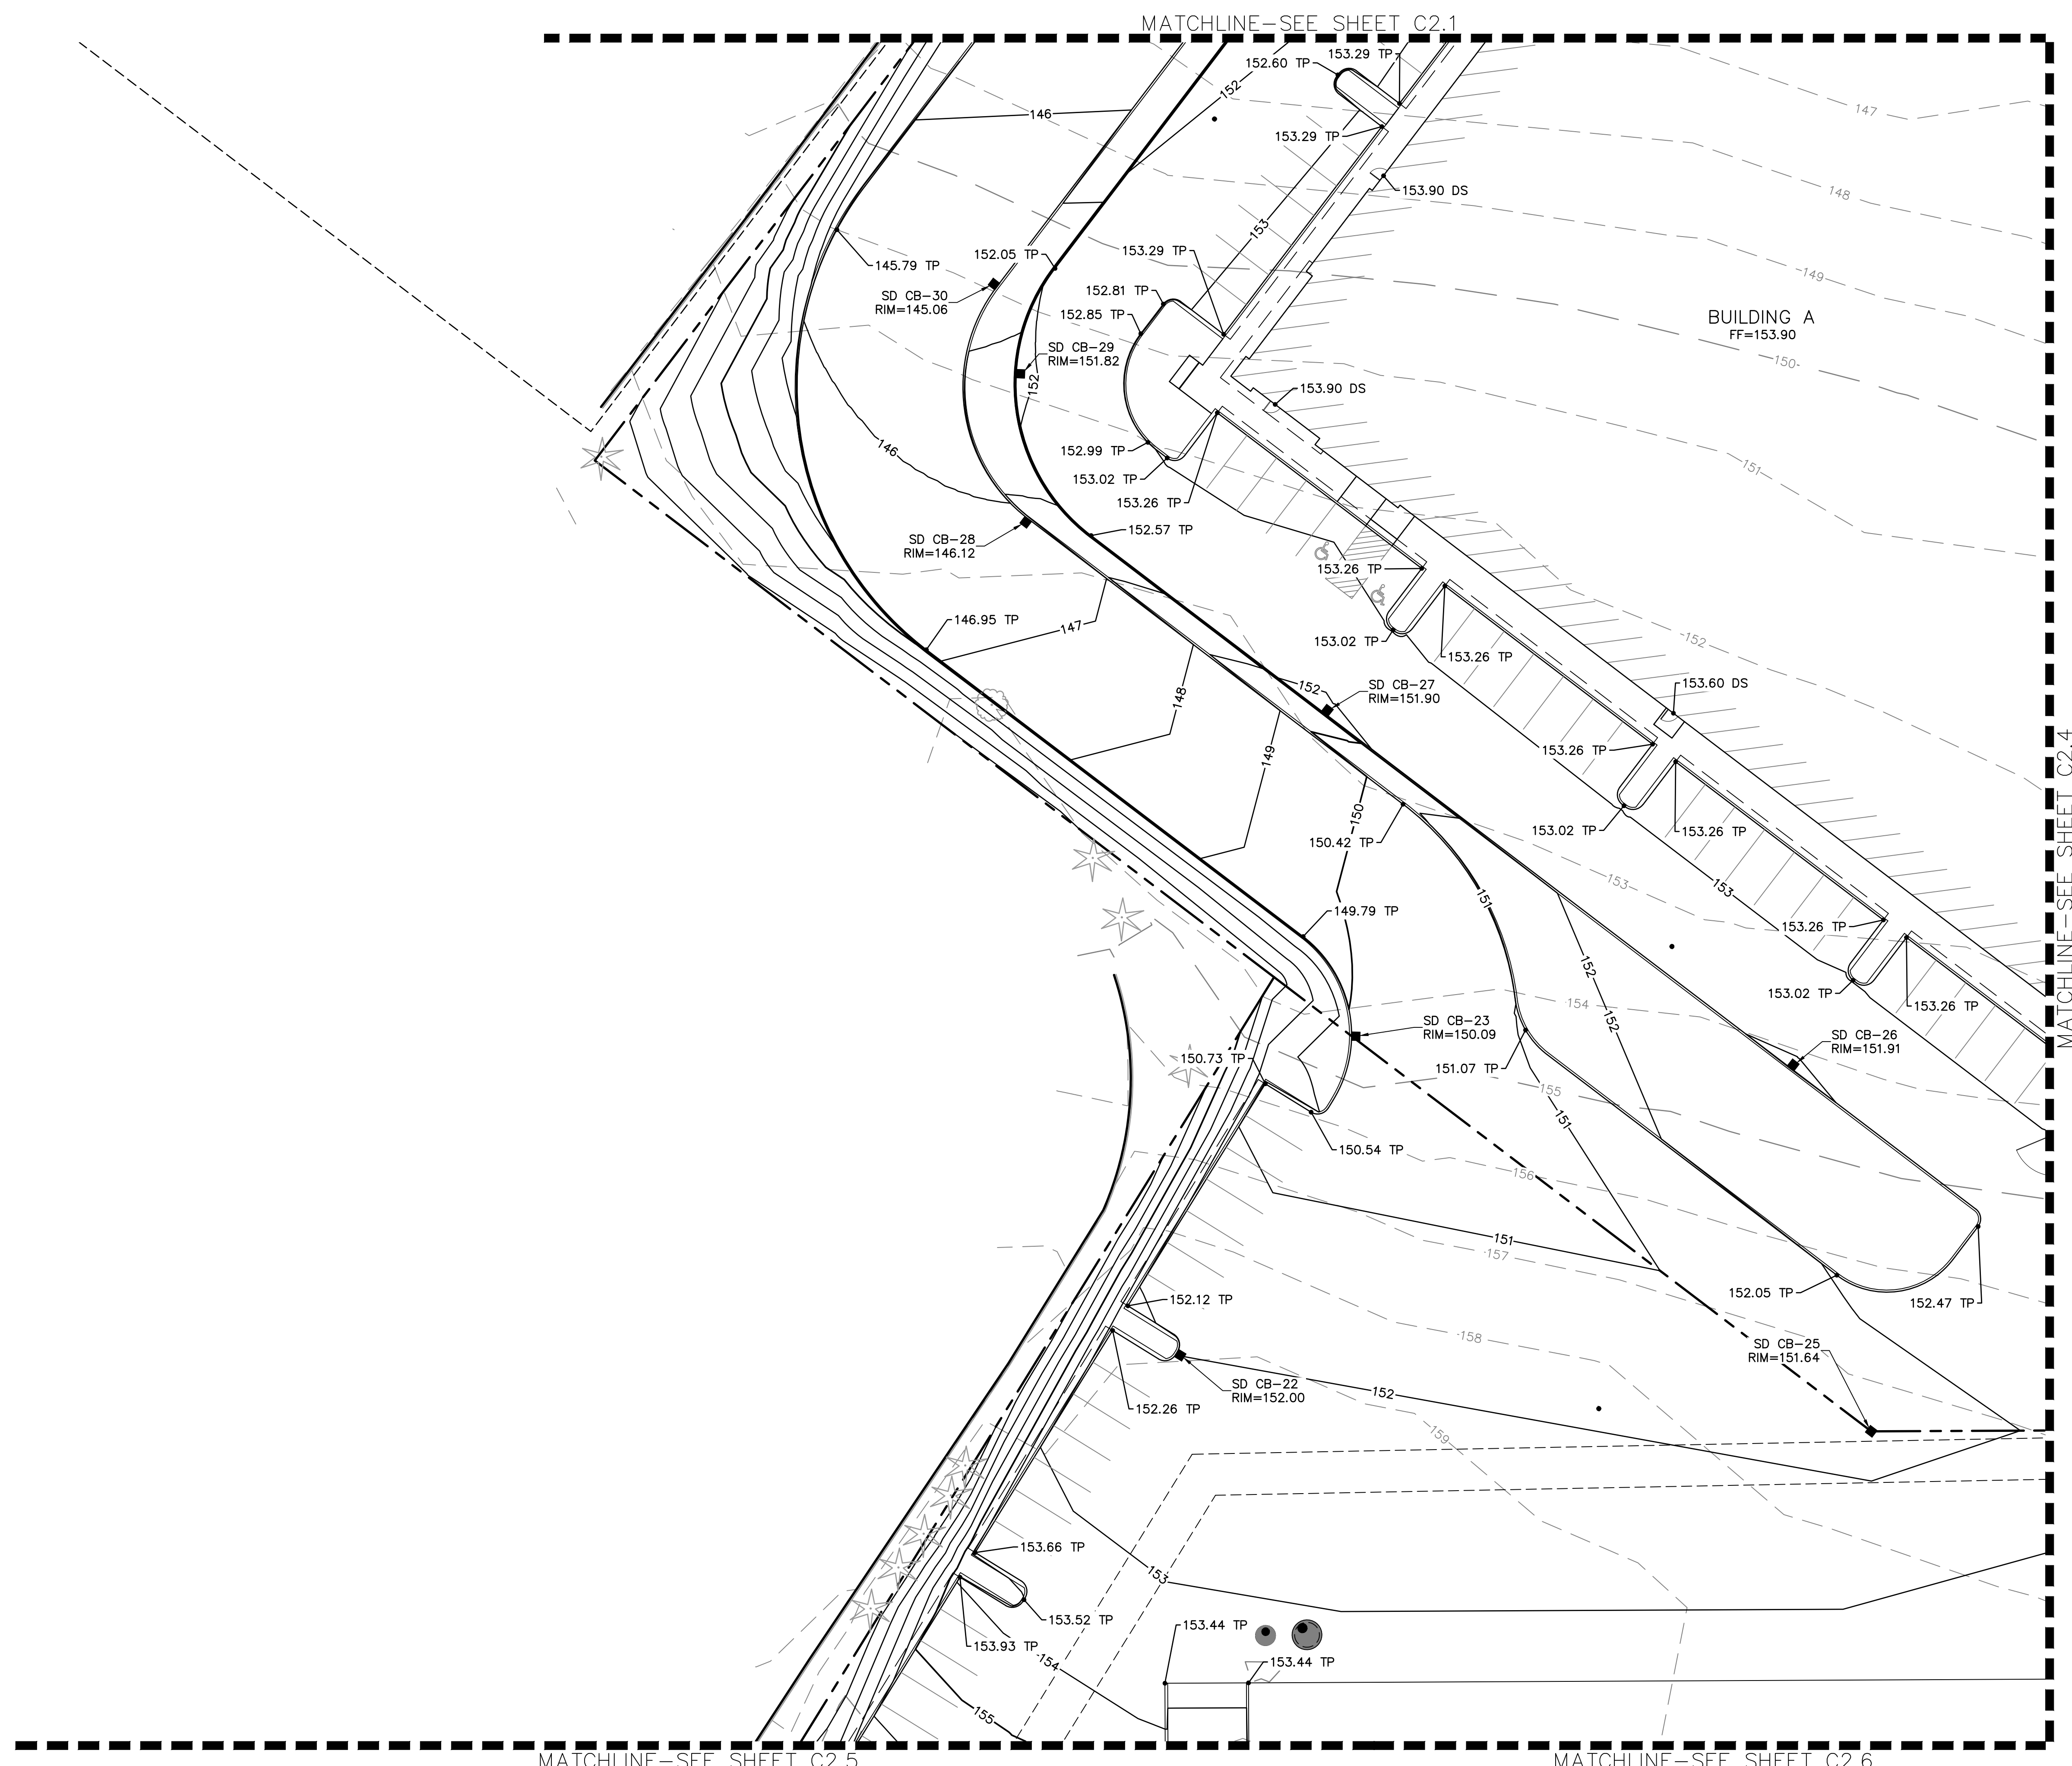 MATCHLINE-SEE SHEET C2.1
153.29 TP
152.60 TP
152
147
146
153.29 TP
153.90 DS
148
153
153.29 TP
152.05 TP
145.79 TP
149
SD CB-30
RIM=145.06
152.81 TP
152.85 TP
BUILDING A
FF=153.90
SD CB-29
RIM=151.82
150
152
153.90 DS
146
152.99 TP
151
153.02 TP
153.26 TP
152.57 TP
SD CB-28
RIM=146.12
153.26 TP
146.95 TP
147
153.02 TP
152
153.26 TP
148
152
SD CB-27
RIM=151.90
153.60 DS
149
153.26 TP
150
150.42 TP
153.02 TP
153.26 TP
MATCHLINE-SEE SHEET C2.4
153
153
151
149.79 TP
153.26 TP
152
153.02 TP
153.26 TP
154
152
SD CB-23
RIM=150.09
SD CB-26
RIM=151.91
150.73 TP
151.07 TP
155
151
150.54 TP
156
151
157
152.12 TP
152.05 TP
152.47 TP
158
SD CB-25
RIM=151.64
SD CB-22
RIM=152.00
152
152.26 TP
159
153.66 TP
153
153.52 TP
153.44 TP
153.93 TP
154
153.44 TP
155
MATCHLINE-SEE SHEET C2.5
MATCHLINE-SEE SHEET C2.6